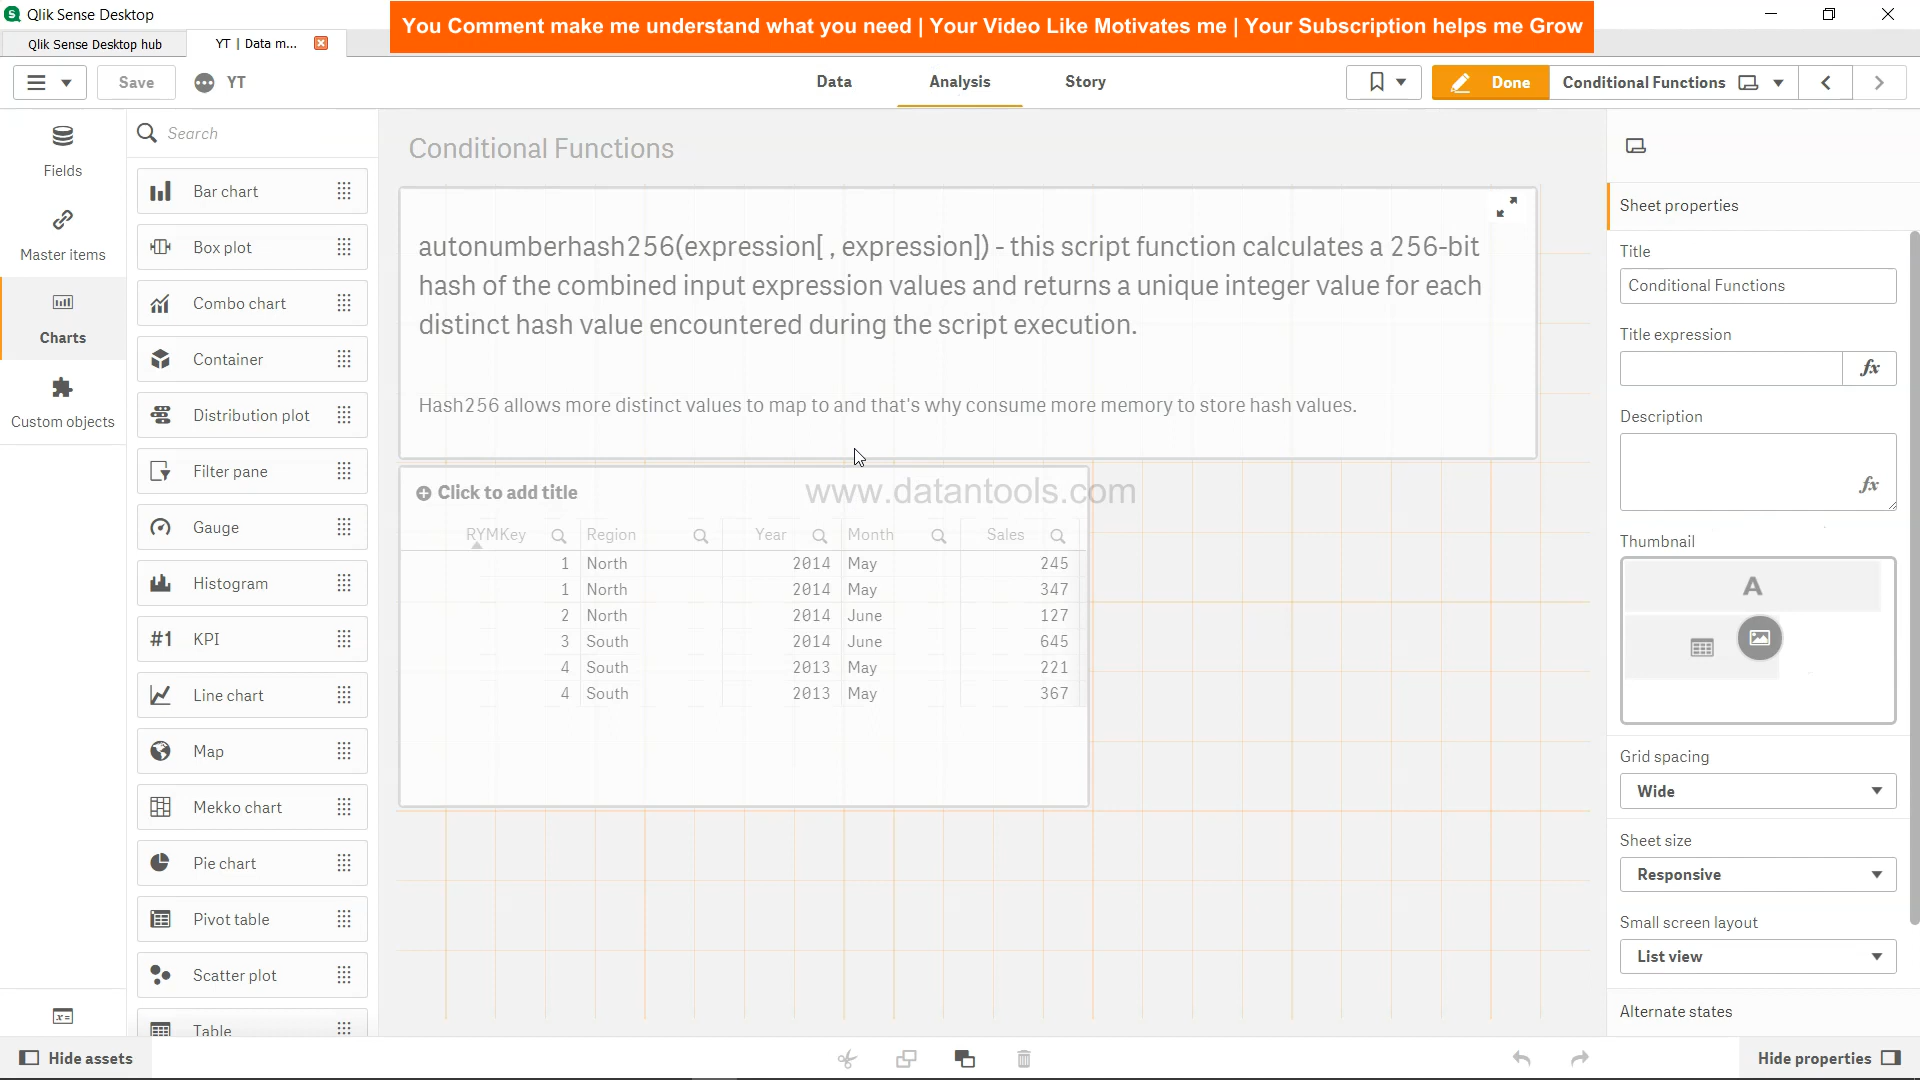 Qlik Sense Desktop
You Comment make me understand what you need | Your Video Like Motivates me | Your Subscription helps me Grow
Qlik Sense Desktop hub
YT | Data m...
Save
YT
Data
Analysis
Story
Done
Conditional Functions
Fields
Master items
Charts
Custom objects
Search
Bar chart
Box plot
Combo chart
Container
Distribution plot
Filter pane
Gauge
Histogram
#1 KPI
Line chart
Map
Mekko chart
Pie chart
Pivot table
Scatter plot
Table
Conditional Functions
autonumberhash256(expression[ , expression]) - this script function calculates a 256-bit
hash of the combined input expression values and returns a unique integer value for each
distinct hash value encountered during the script execution.
Hash256 allows more distinct values to map to and that's why consume more memory to store hash values.
Click to add title
www.datantools.com
RYMKey Region Year Month Sales
1 North 2014 May 245
1 North 2014 May 347
2 North 2014 June 127
3 South 2014 June 645
4 South 2013 May 221
4 South 2013 May 367
Sheet properties
Title
Conditional Functions
Title expression
fx
Description
fx
Thumbnail
A
Grid spacing
Wide
Sheet size
Responsive
Small screen layout
List view
Alternate states
Hide assets
Hide properties